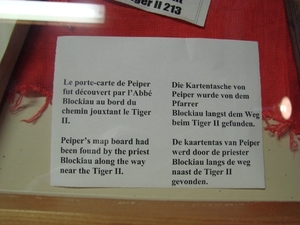 Tiger II 213
Le porte-carte de Peiper
fut découvert par l'Abbé
Blockiau au bord du
chemin jouxtant le Tiger
II.
Peiper's map board had
been found by the priest
Blockiau along the way
near the Tiger II.
Die Kartentasche von
Peiper wurde von dem
Pfarrer
Blockiau langst dem Weg
beim Tiger II gefunden.
De kaartentas van Peiper
werd door de priester
Blockiau langs de weg
naast de Tiger II
gevonden.